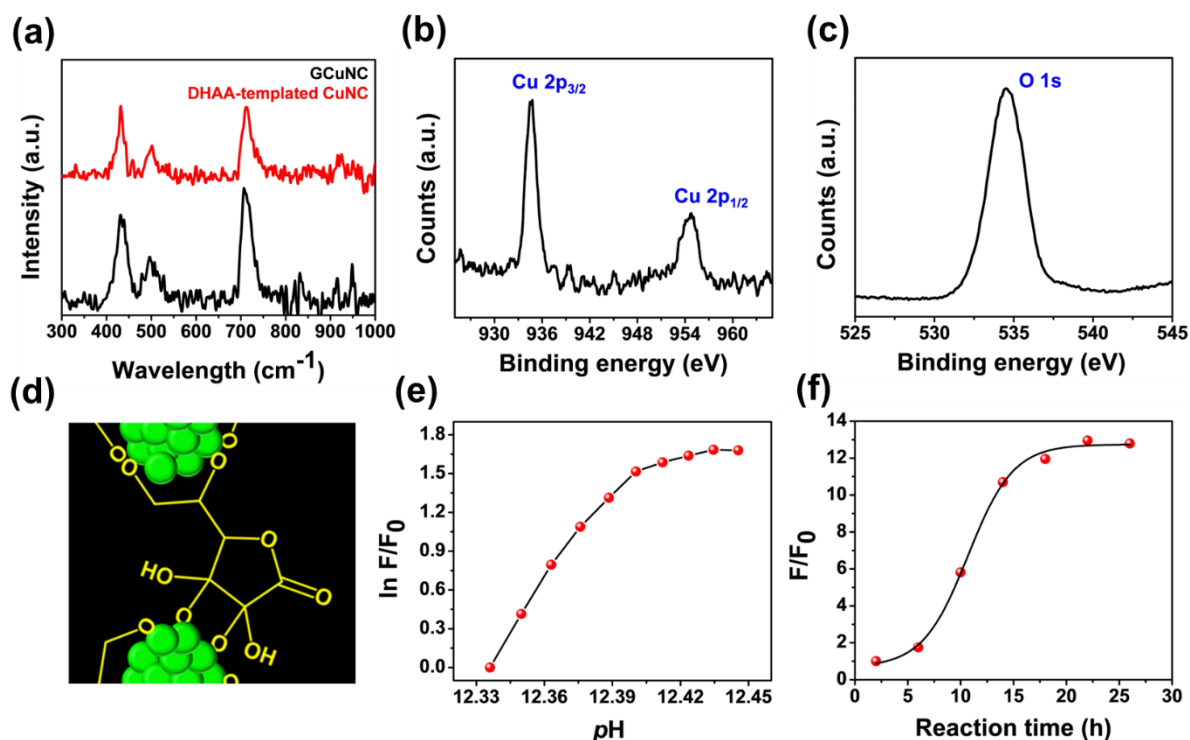 (a)
Intensity (a.u.)
GCuNC
DHAA-templated CuNC
300 400 500 600 700 800 900 1000
Wavelength (cm⁻¹)
(b)
Counts (a.u.)
Cu 2p₃/₂
Cu 2p₁/₂
930 936 942 948 954 960
Binding energy (eV)
(c)
Counts (a.u.)
O 1s
525 530 535 540 545
Binding energy (eV)
(d)
O
O
O
O
O
HO
O
O
O
OH
(e)
ln F/F₀
1.8
1.5
1.2
0.9
0.6
0.3
0.0
12.33 12.36 12.39 12.42 12.45
pH
(f)
F/F₀
14
12
10
8
6
4
2
0
0 5 10 15 20 25 30
Reaction time (h)